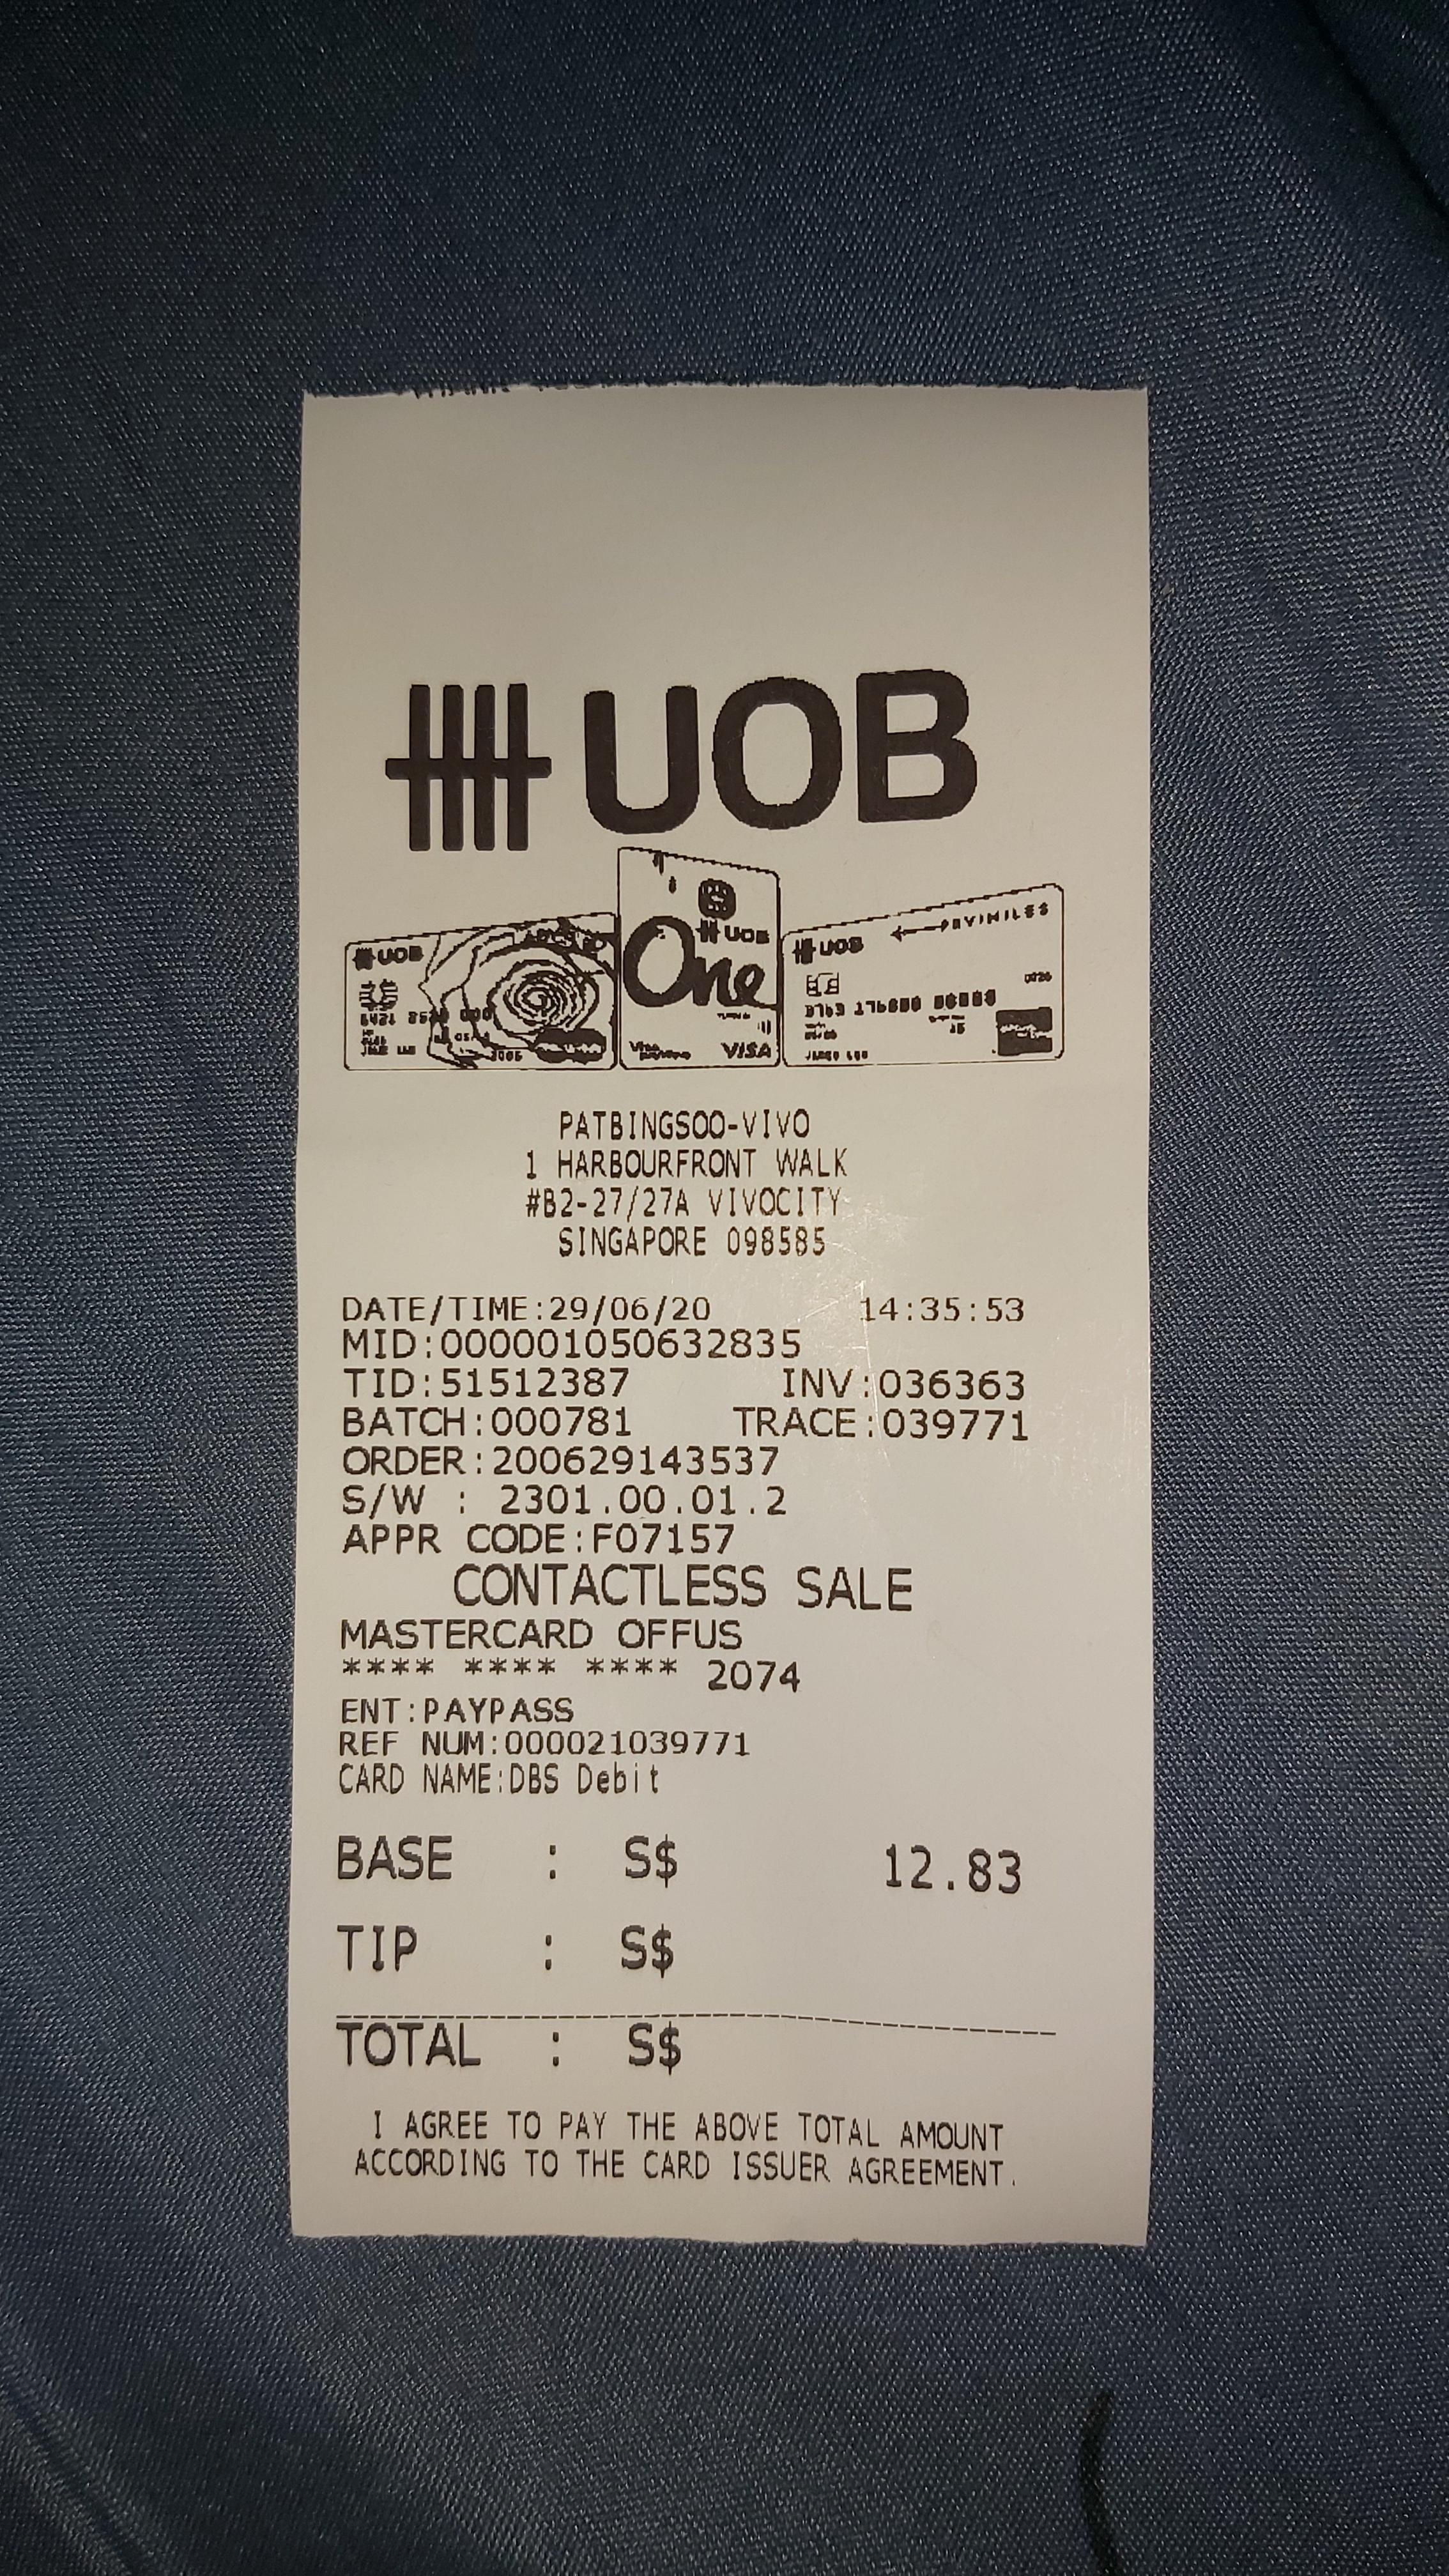 UOB
UOB
One
UOB
VISA
UOB
PRVIMILES
PATBINGSOO-VIVO
1 HARBOURFRONT WALK
#B2-27/27A VIVOCITY
SINGAPORE 098585
DATE/TIME:29/06/20 14:35:53
MID:000001050632835
TID:51512387 INV:036363
BATCH:000781 TRACE:039771
ORDER:200629143537
S/W : 2301.00.01.2
APPR CODE:F07157
CONTACTLESS SALE
MASTERCARD OFFUS
**** **** **** 2074
ENT:PAYPASS
REF NUM:000021039771
CARD NAME:DBS Debit
BASE : S$ 12.83
TIP : S$
TOTAL : S$
I AGREE TO PAY THE ABOVE TOTAL AMOUNT
ACCORDING TO THE CARD ISSUER AGREEMENT.